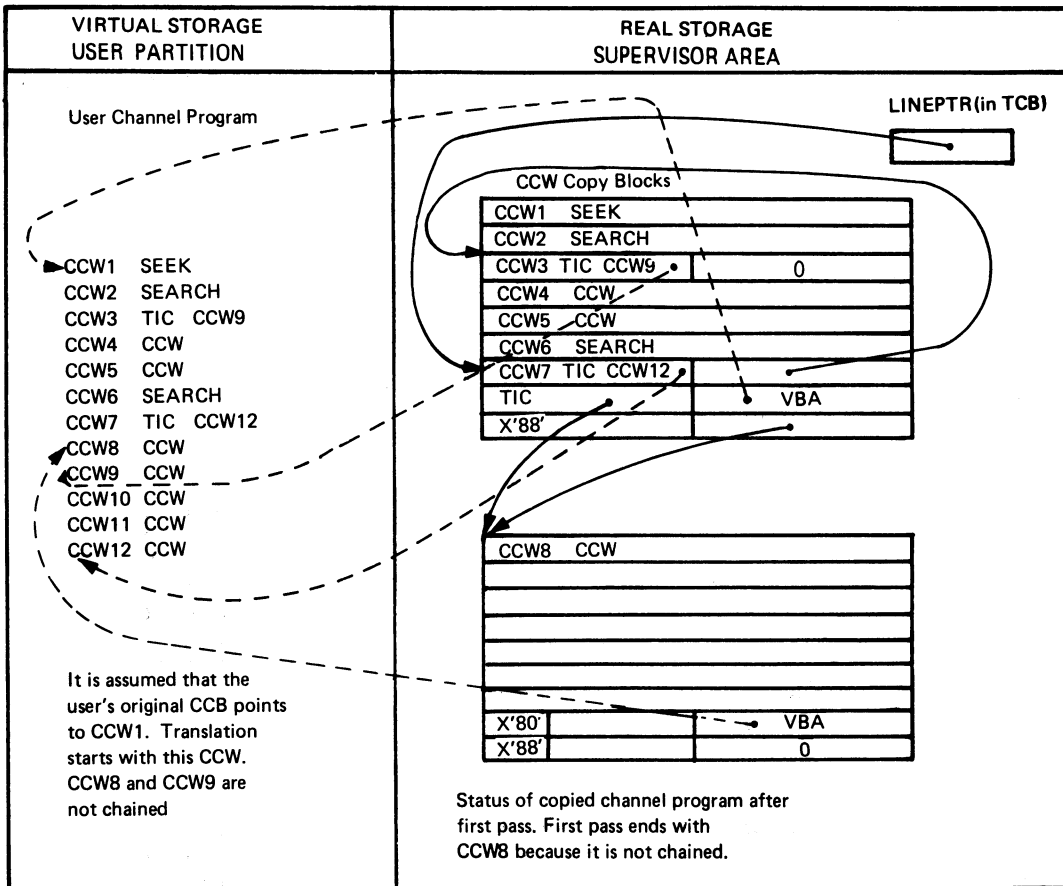 VIRTUAL STORAGE
USER PARTITION
REAL STORAGE
SUPERVISOR AREA
User Channel Program
LINEPTR(in TCB)
CCW Copy Blocks
CCW1 SEEK
CCW2 SEARCH
CCW3 TIC CCW9 0
CCW4 CCW
CCW5 CCW
CCW6 SEARCH
CCW7 TIC CCW12
TIC VBA
X'88'
CCW1 SEEK
CCW2 SEARCH
CCW3 TIC CCW9
CCW4 CCW
CCW5 CCW
CCW6 SEARCH
CCW7 TIC CCW12
CCW8 CCW
CCW9 CCW
CCW10 CCW
CCW11 CCW
CCW12 CCW
CCW8 CCW
X'80' VBA
X'88' 0
It is assumed that the
user's original CCB points
to CCW1. Translation
starts with this CCW.
CCW8 and CCW9 are
not chained
Status of copied channel program after
first pass. First pass ends with
CCW8 because it is not chained.